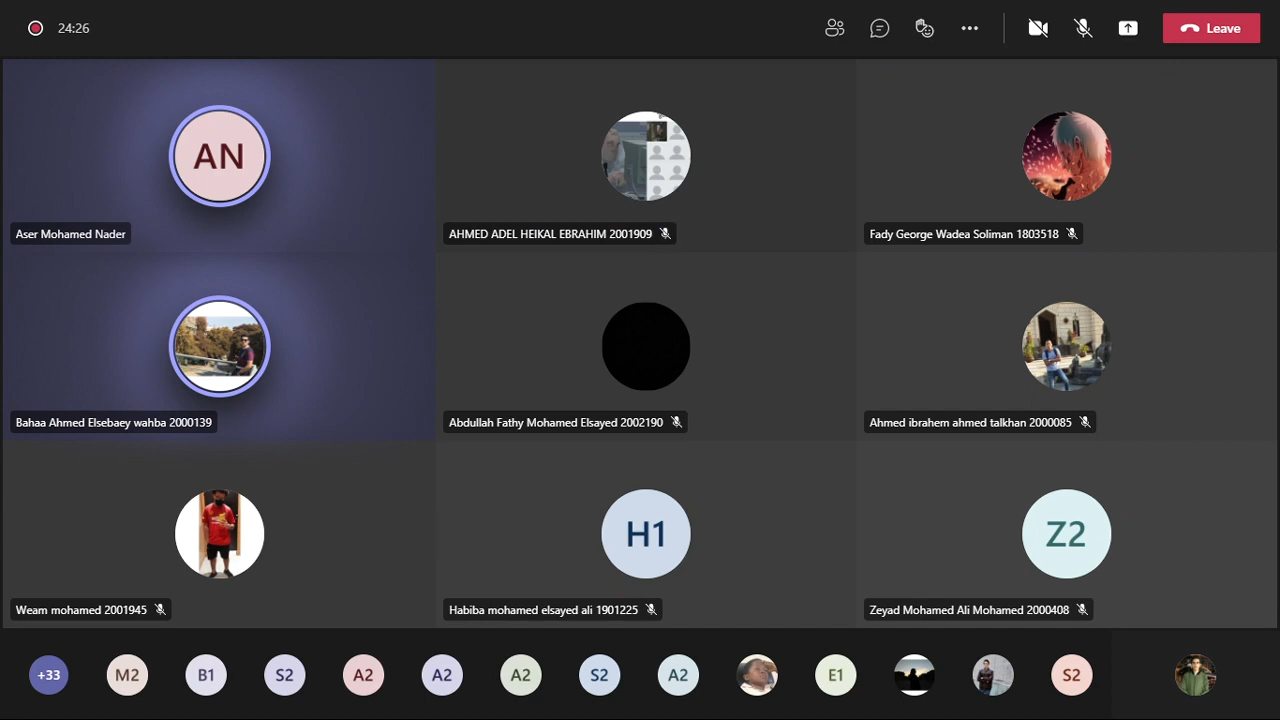 24:26
Leave
AN
Aser Mohamed Nader
AHMED ADEL HEIKAL EBRAHIM 2001909
Fady George Wadea Soliman 1803518
Bahaa Ahmed Elsebaey wahba 2000139
Abdullah Fathy Mohamed Elsayed 2002190
Ahmed ibrahem ahmed talkhan 2000085
Weam mohamed 2001945
H1
Habiba mohamed elsayed ali 1901225
Z2
Zeyad Mohamed Ali Mohamed 2000408
+33
M2
B1
S2
A2
A2
A2
S2
A2
E1
S2